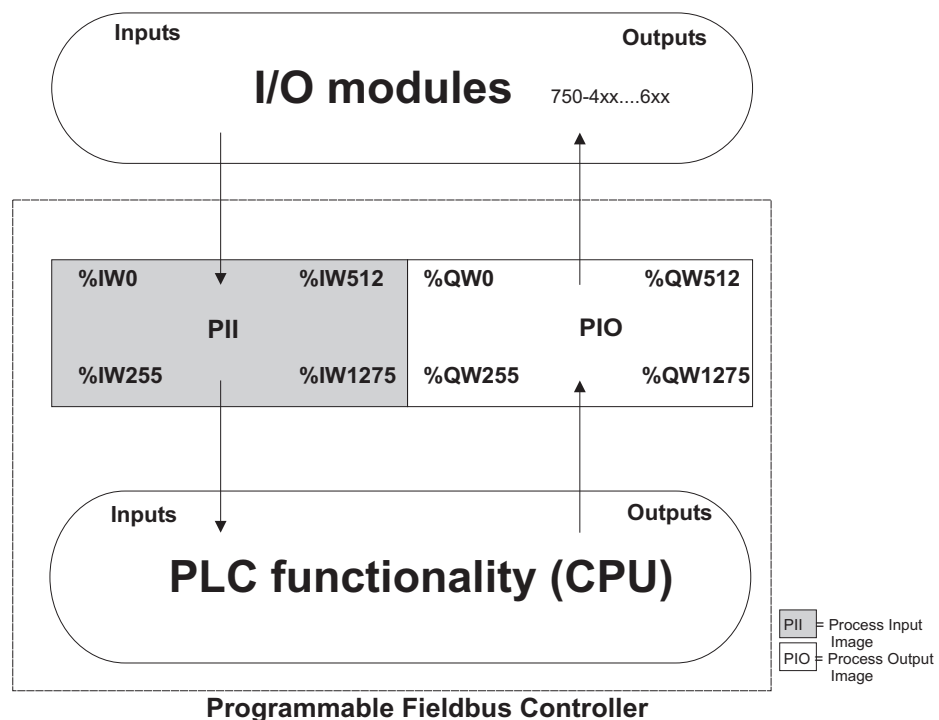 Inputs
Outputs
I/O modules 750-4xx....6xx
%IW0 %IW512 %QW0 %QW512
PII PIO
%IW255 %IW1275 %QW255 %QW1275
Inputs
Outputs
PLC functionality (CPU)
PII = Process Input
Image
PIO = Process Output
Image
Programmable Fieldbus Controller